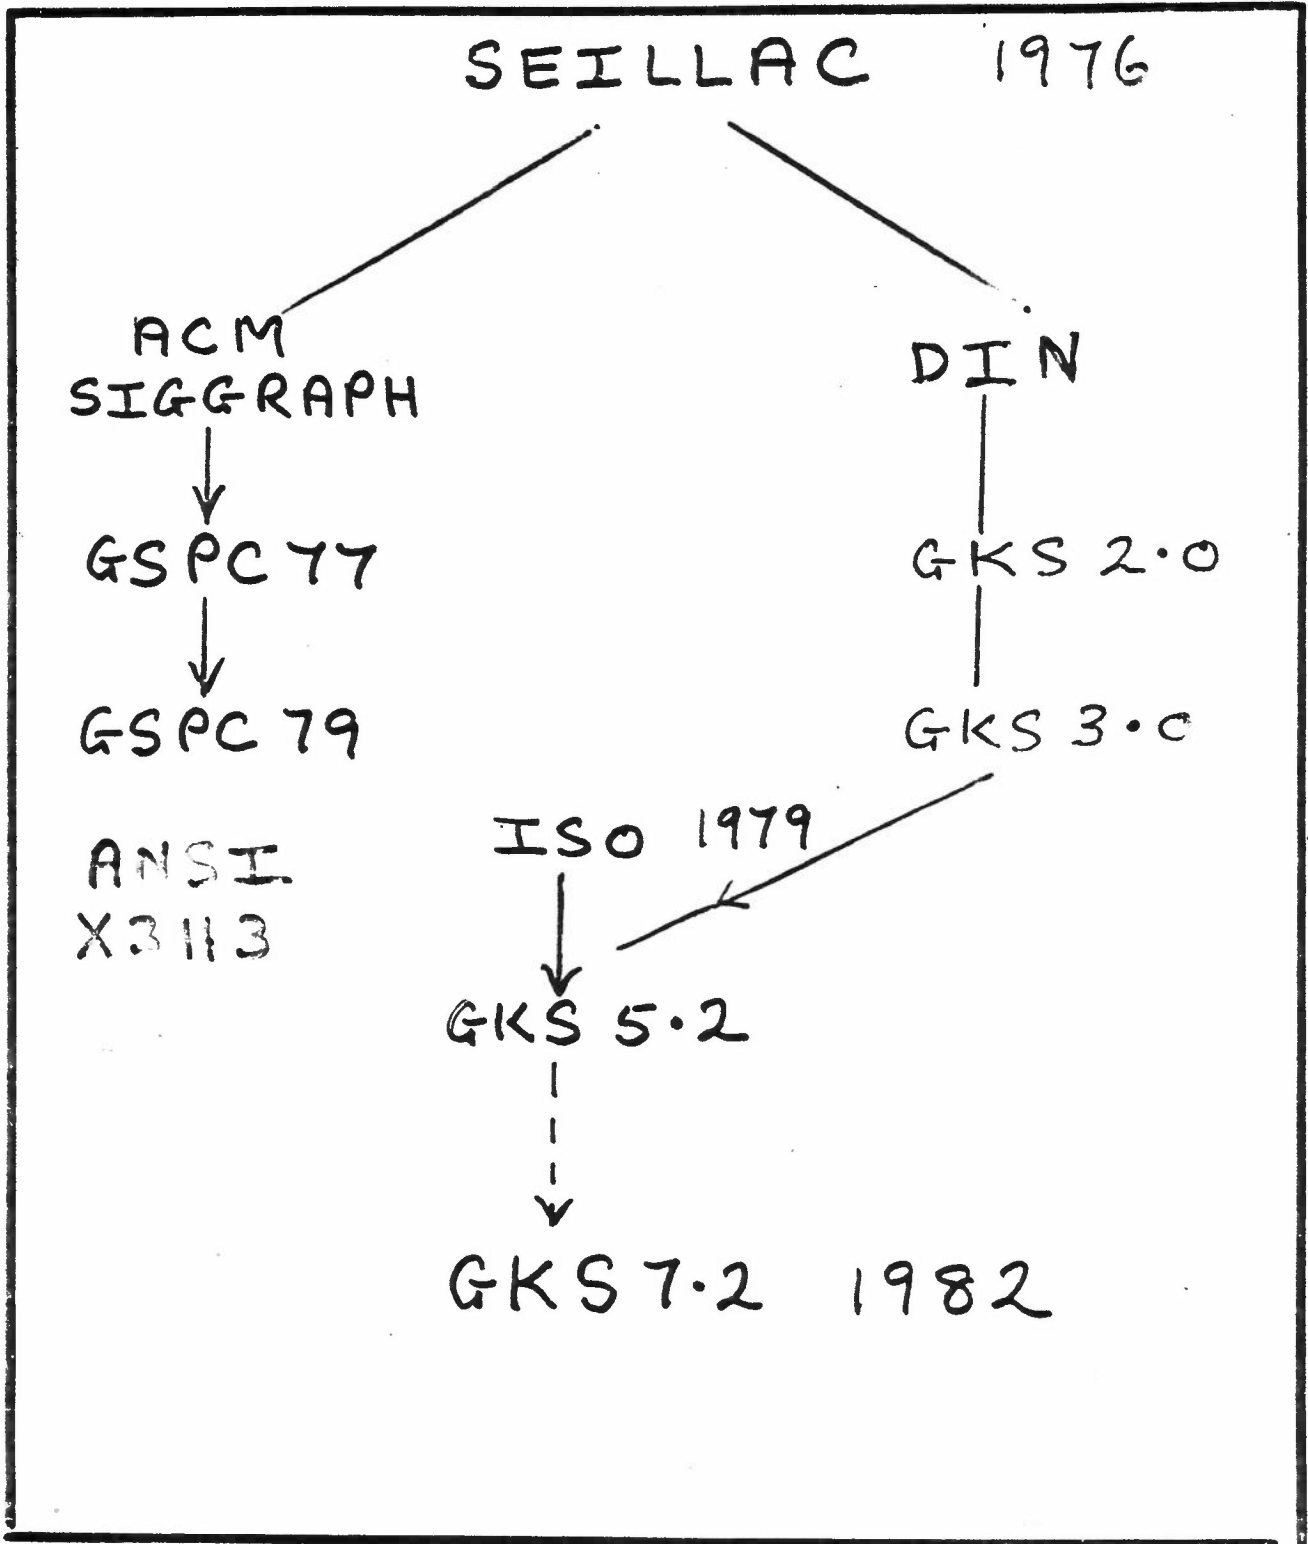 SEILLAC 1976
ACM
SIGGRAPH
DIN
GSPC 77
GKS 2·0
GSPC 79
GKS 3·0
ISO 1979
ANSI
X3H3
GKS 5·2
GKS 7·2 1982